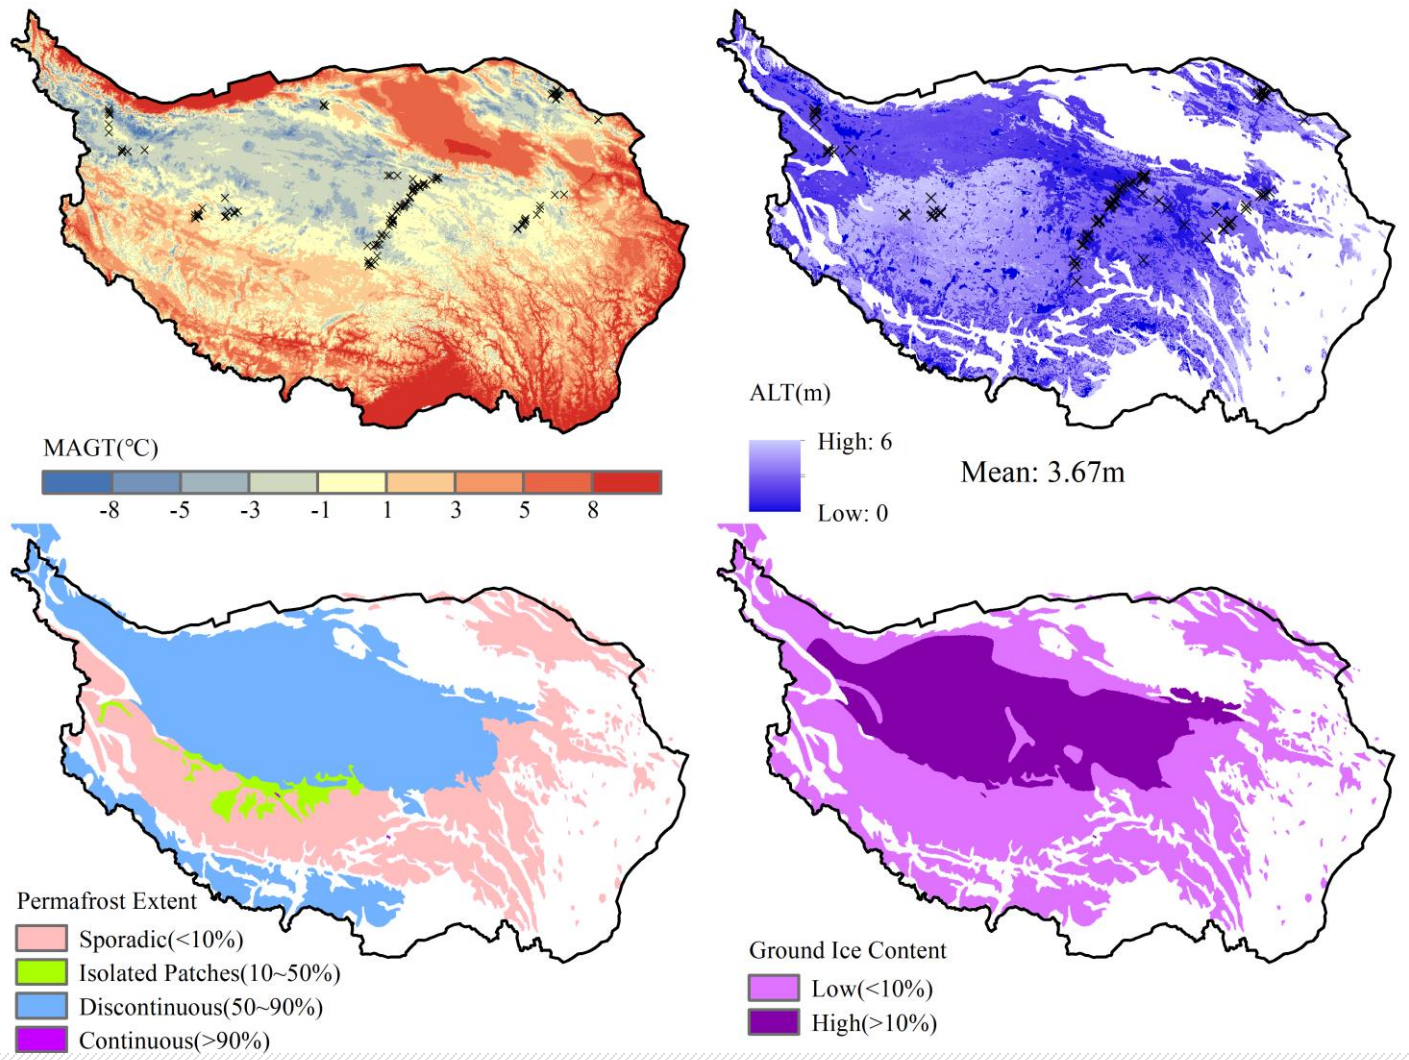 MAGT(℃)
-8 -5 -3 -1 1 3 5 8
ALT(m)
High: 6
Low: 0
Mean: 3.67m
Permafrost Extent
Sporadic(<10%)
Isolated Patches(10~50%)
Discontinuous(50~90%)
Continuous(>90%)
Ground Ice Content
Low(<10%)
High(>10%)